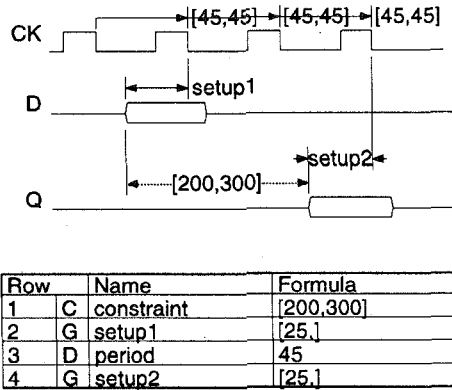 [45,45] [45,45] [45,45]
CK
setup1
D
setup2
[200,300]
Q
Row Name Formula
1 C constraint [200,300]
2 G setup1 [25,]
3 D period 45
4 G setup2 [25,]